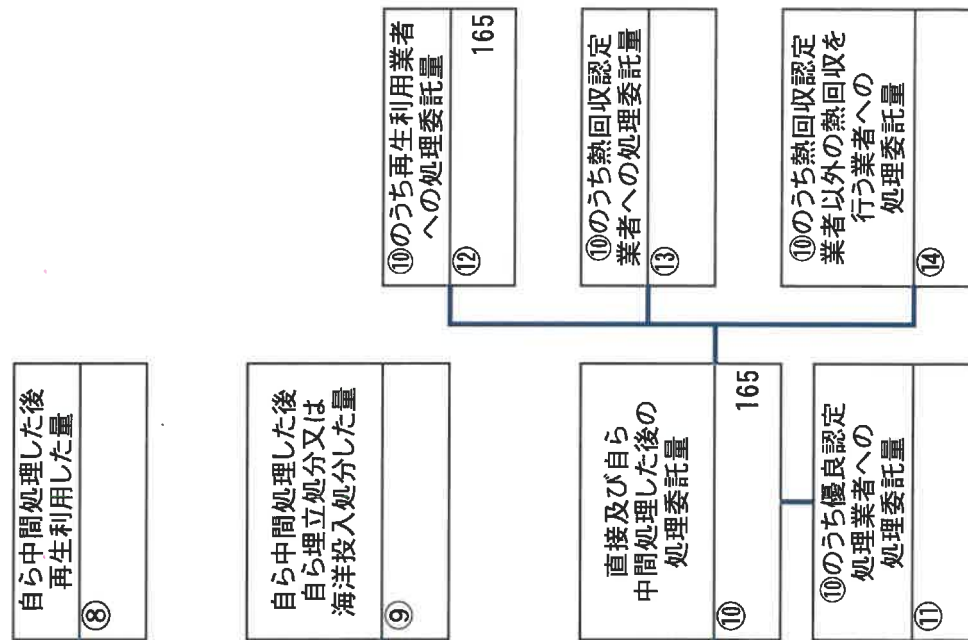 自ら中間処理した後
再生利用した量
⑧
自ら中間処理した後
自ら埋立処分又は
海洋投入処分した量
⑨
直接及び自ら
中間処理した後の
処理委託量
⑩ 165
⑩のうち優良認定
処理業者への
処理委託量
⑪
⑩のうち再生利用業者
への処理委託量
⑫ 165
⑩のうち熱回収認定
業者への処理委託量
⑬
⑩のうち熱回収認定
業者以外の熱回収を
行う業者への
処理委託量
⑭